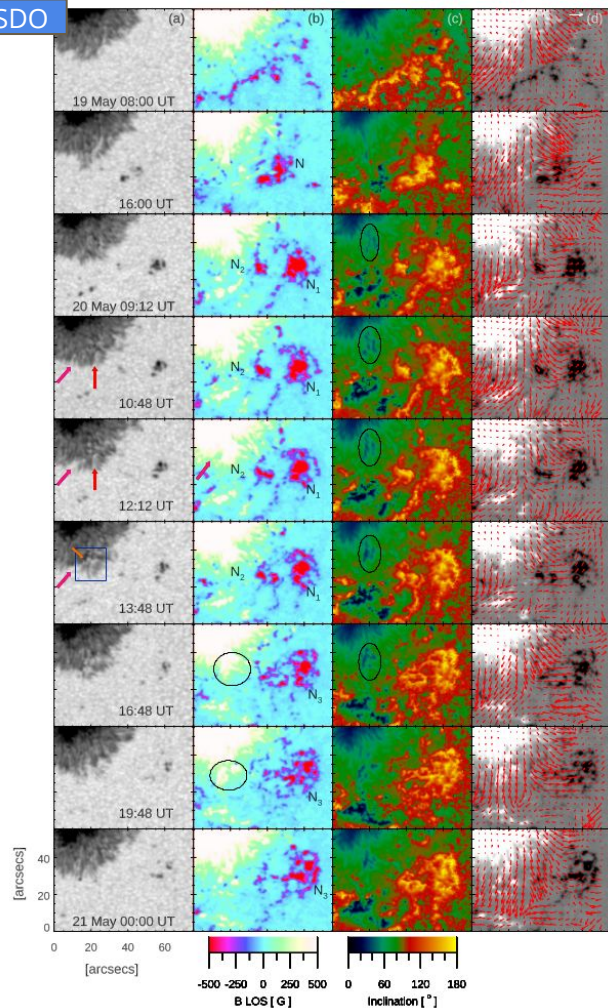 SDO
(a) (b) (c) (d)
19 May 08:00 UT
N
16:00 UT
N2
N1
20 May 09:12 UT
N2
N1
10:48 UT
N2
N1
12:12 UT
N2
N1
13:48 UT
N3
16:48 UT
N3
19:48 UT
N3
21 May 00:00 UT
[arcsecs]
40
20
0
0 20 40 60
[arcsecs]
-500 -250 0 250 500
B LOS [ G ]
0 60 120 180
Inclination [ ° ]